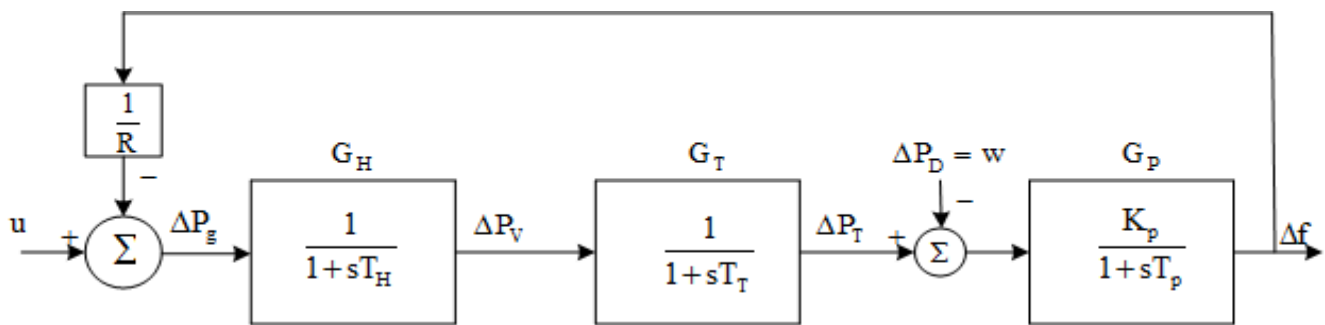 1
R
−
G_H
G_T
ΔP_D = w
G_P
u
+
Σ
ΔP_g
1
1+sT_H
ΔP_V
1
1+sT_T
ΔP_T
+
−
Σ
K_p
1+sT_p
Δf